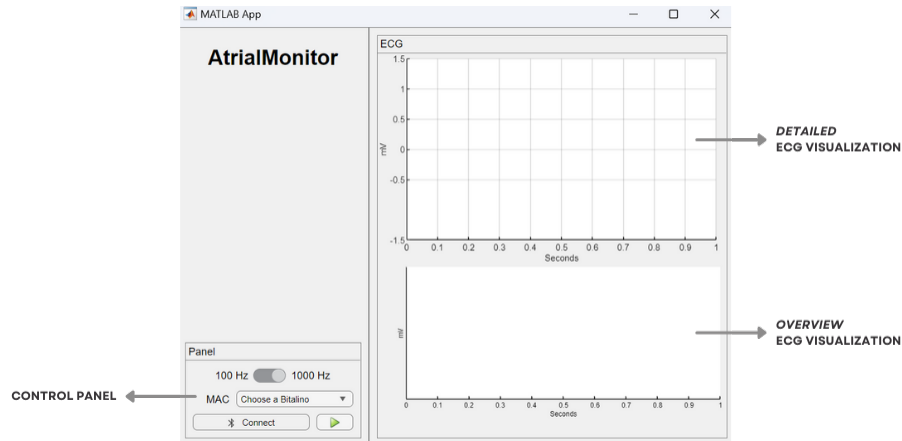 MATLAB App
AtrialMonitor
ECG
1.5
1
0.5
0
-0.5
-1.5
mV
0 0.1 0.2 0.3 0.4 0.5 0.6 0.7 0.8 0.9 1
Seconds
DETAILED
ECG VISUALIZATION
mV
0 0.1 0.2 0.3 0.4 0.5 0.6 0.7 0.8 0.9 1
Seconds
OVERVIEW
ECG VISUALIZATION
Panel
100 Hz 1000 Hz
MAC Choose a Bitalino
Connect
CONTROL PANEL